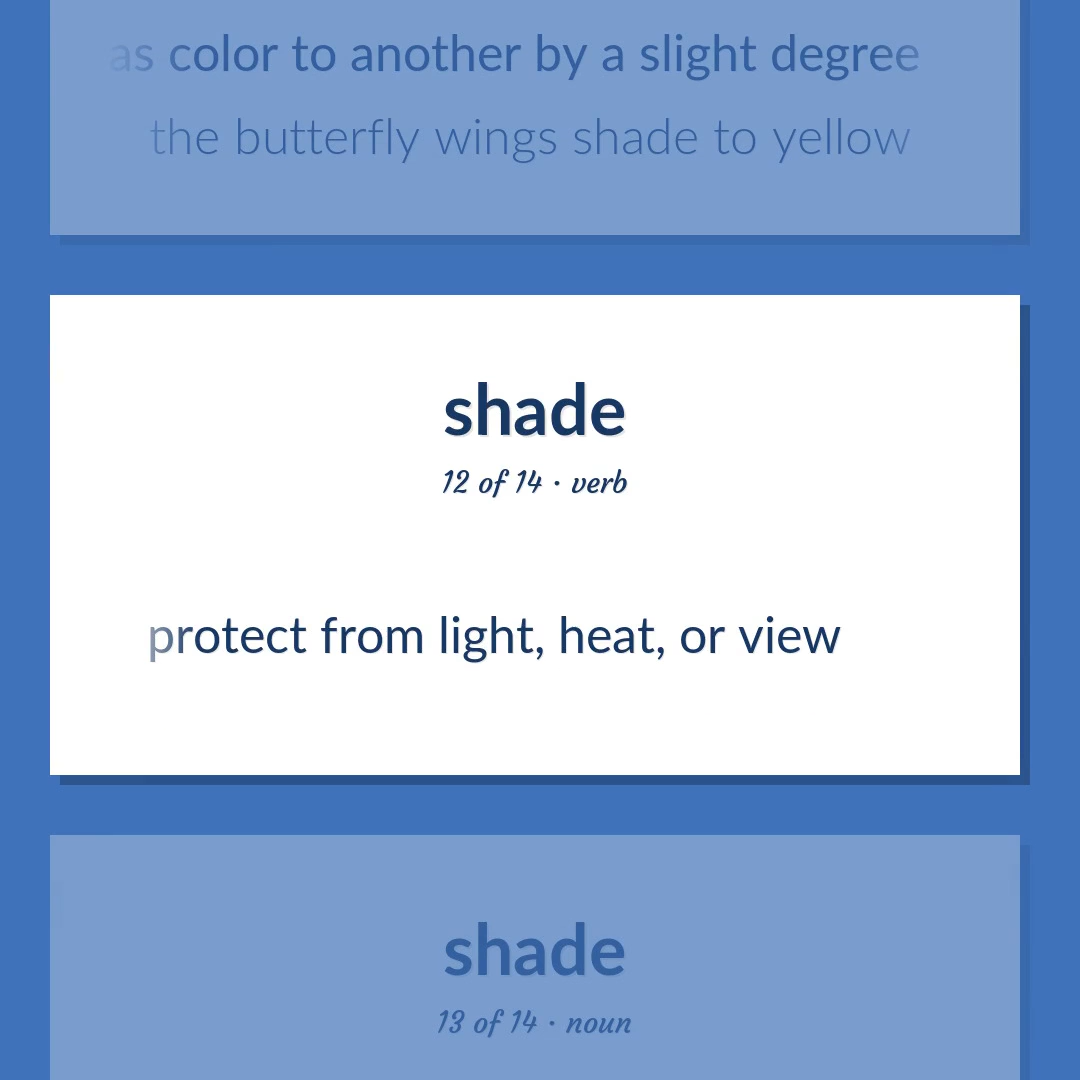 as color to another by a slight degree
the butterfly wings shade to yellow
shade
12 of 14 · verb
protect from light, heat, or view
shade
13 of 14 · noun